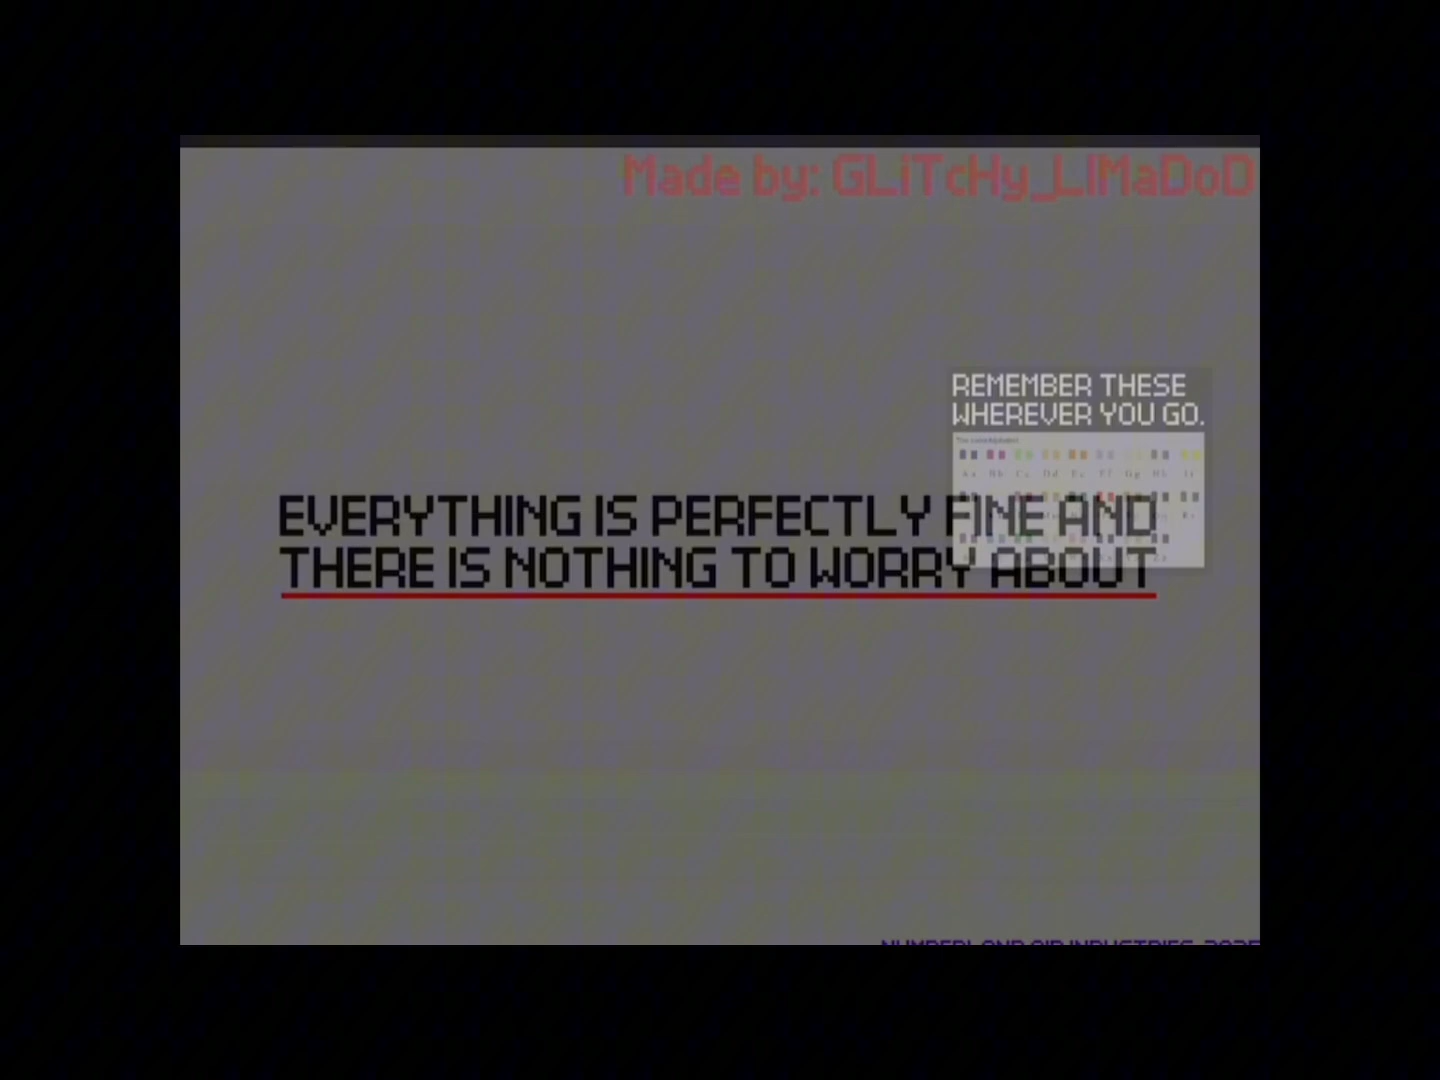 Made by: GLiTcHy_LIMaDoD
REMEMBER THESE
WHEREVER YOU GO.
EVERYTHING IS PERFECTLY FINE AND
THERE IS NOTHING TO WORRY ABOUT